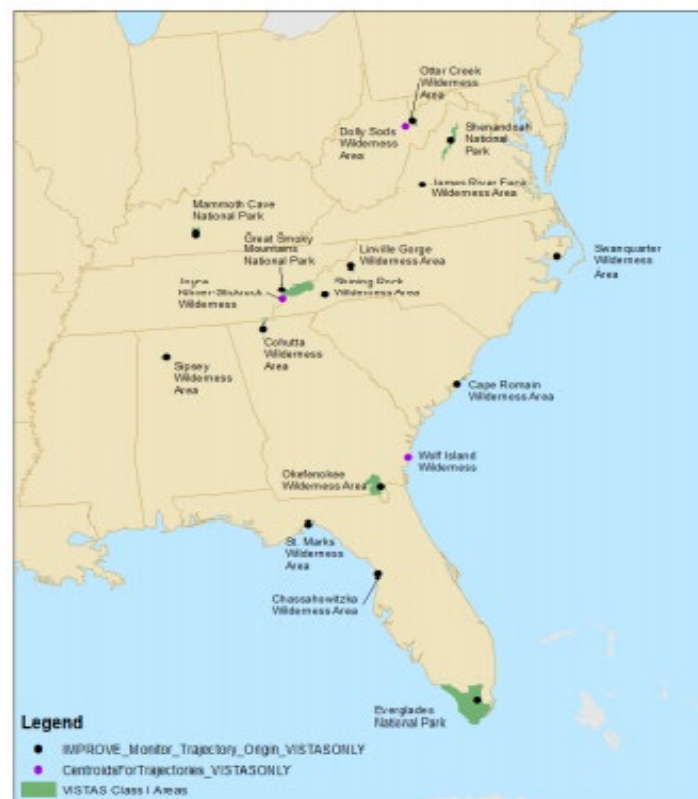 Otter Creek
Wilderness
Area
Dolly Sods
Wilderness
Area
Shenandoah
National
Park
James River Face
Wilderness Area
Mammoth Cave
National Park
Great Smoky
Mountains
National Park
Linville Gorge
Wilderness Area
Swanquarter
Wilderness
Area
Joyce
Kilmer-Slickrock
Wilderness
Shining Rock
Wilderness Area
Cohutta
Wilderness
Area
Sipsey
Wilderness
Area
Cape Romain
Wilderness Area
Wolf Island
Wilderness
Okefenokee
Wilderness Area
St. Marks
Wilderness
Area
Chassahowitzka
Wilderness Area
Everglades
National Park
Legend
IMPROVE_Monitor_Trajectory_Origin_VISTASONLY
CentroidsForTrajectories_VISTASONLY
VISTAS Class I Areas